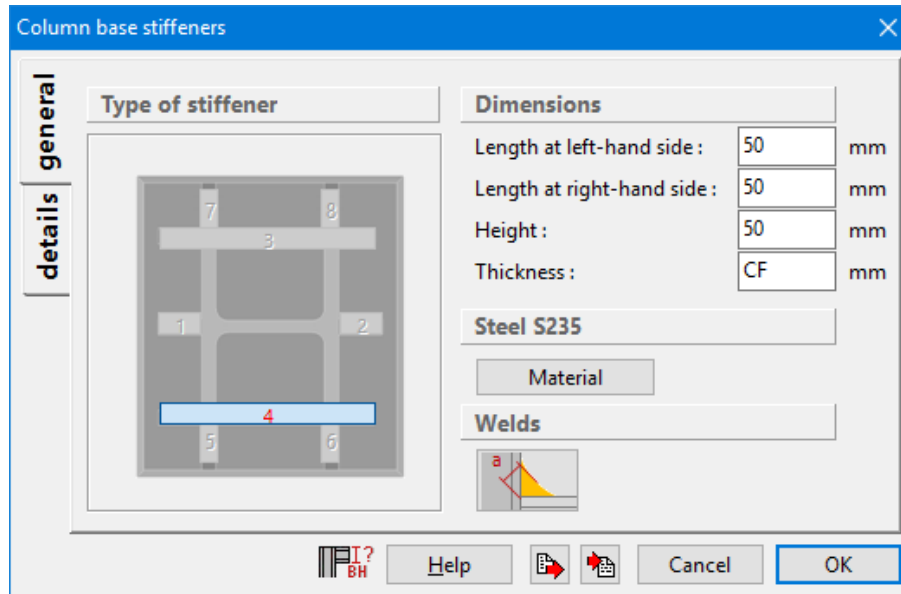 Column base stiffeners
general
details
Type of stiffener
7
8
3
1
2
4
5
6
Dimensions
Length at left-hand side : 50 mm
Length at right-hand side : 50 mm
Height : 50 mm
Thickness : CF mm
Steel S235
Material
Welds
a
I?
BH
Help
Cancel
OK